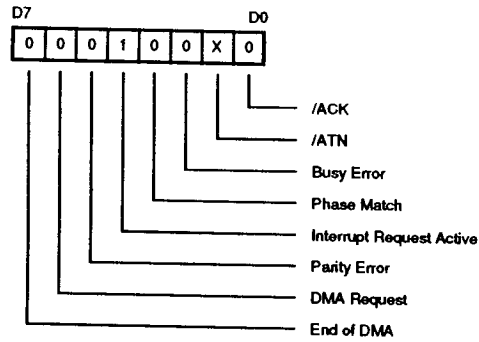 D7 D0
0 0 0 1 0 0 X 0
/ACK
/ATN
Busy Error
Phase Match
Interrupt Request Active
Parity Error
DMA Request
End of DMA